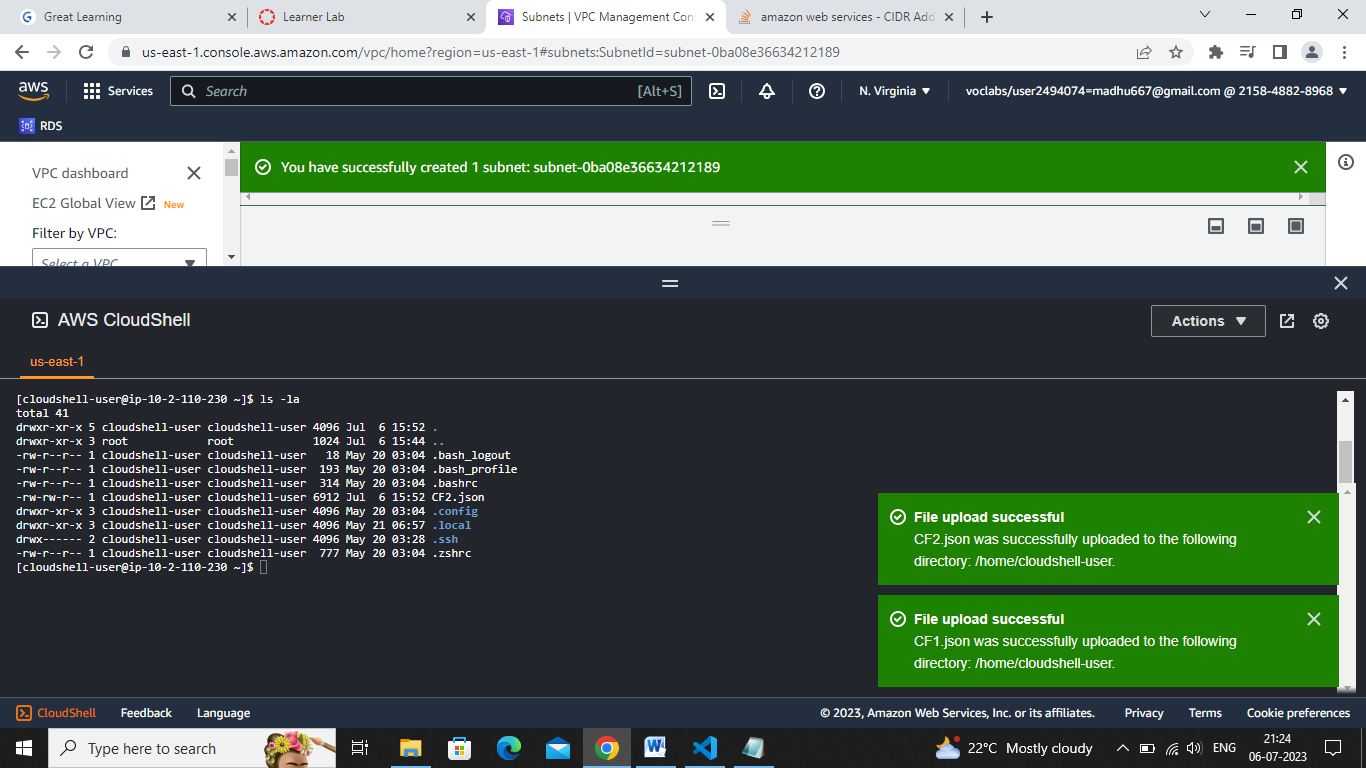 Great Learning
Learner Lab
Subnets | VPC Management Con
amazon web services - CIDR Add
us-east-1.console.aws.amazon.com/vpc/home?region=us-east-1#subnets:SubnetId=subnet-0ba08e36634212189
aws
Services
Search
[Alt+S]
N. Virginia
voclabs/user2494074=madhu667@gmail.com @ 2158-4882-8968
RDS
VPC dashboard
EC2 Global View New
Filter by VPC:
Select a VPC
You have successfully created 1 subnet: subnet-0ba08e36634212189
AWS CloudShell
Actions
us-east-1
[cloudshell-user@ip-10-2-110-230 ~]$ ls -la
total 41
drwxr-xr-x 5 cloudshell-user cloudshell-user 4096 Jul  6 15:52 .
drwxr-xr-x 3 root            root            1024 Jul  6 15:44 ..
-rw-r--r-- 1 cloudshell-user cloudshell-user   18 May 20 03:04 .bash_logout
-rw-r--r-- 1 cloudshell-user cloudshell-user  193 May 20 03:04 .bash_profile
-rw-r--r-- 1 cloudshell-user cloudshell-user  314 May 20 03:04 .bashrc
-rw-rw-r-- 1 cloudshell-user cloudshell-user 6912 Jul  6 15:52 CF2.json
drwxr-xr-x 3 cloudshell-user cloudshell-user 4096 May 20 03:04 .config
drwxr-xr-x 3 cloudshell-user cloudshell-user 4096 May 21 06:57 .local
drwx------ 2 cloudshell-user cloudshell-user 4096 May 20 03:28 .ssh
-rw-r--r-- 1 cloudshell-user cloudshell-user  777 May 20 03:04 .zshrc
[cloudshell-user@ip-10-2-110-230 ~]$
File upload successful
CF2.json was successfully uploaded to the following
directory: /home/cloudshell-user.
File upload successful
CF1.json was successfully uploaded to the following
directory: /home/cloudshell-user.
CloudShell
Feedback
Language
© 2023, Amazon Web Services, Inc. or its affiliates.
Privacy
Terms
Cookie preferences
Type here to search
22°C Mostly cloudy
ENG
21:24
06-07-2023